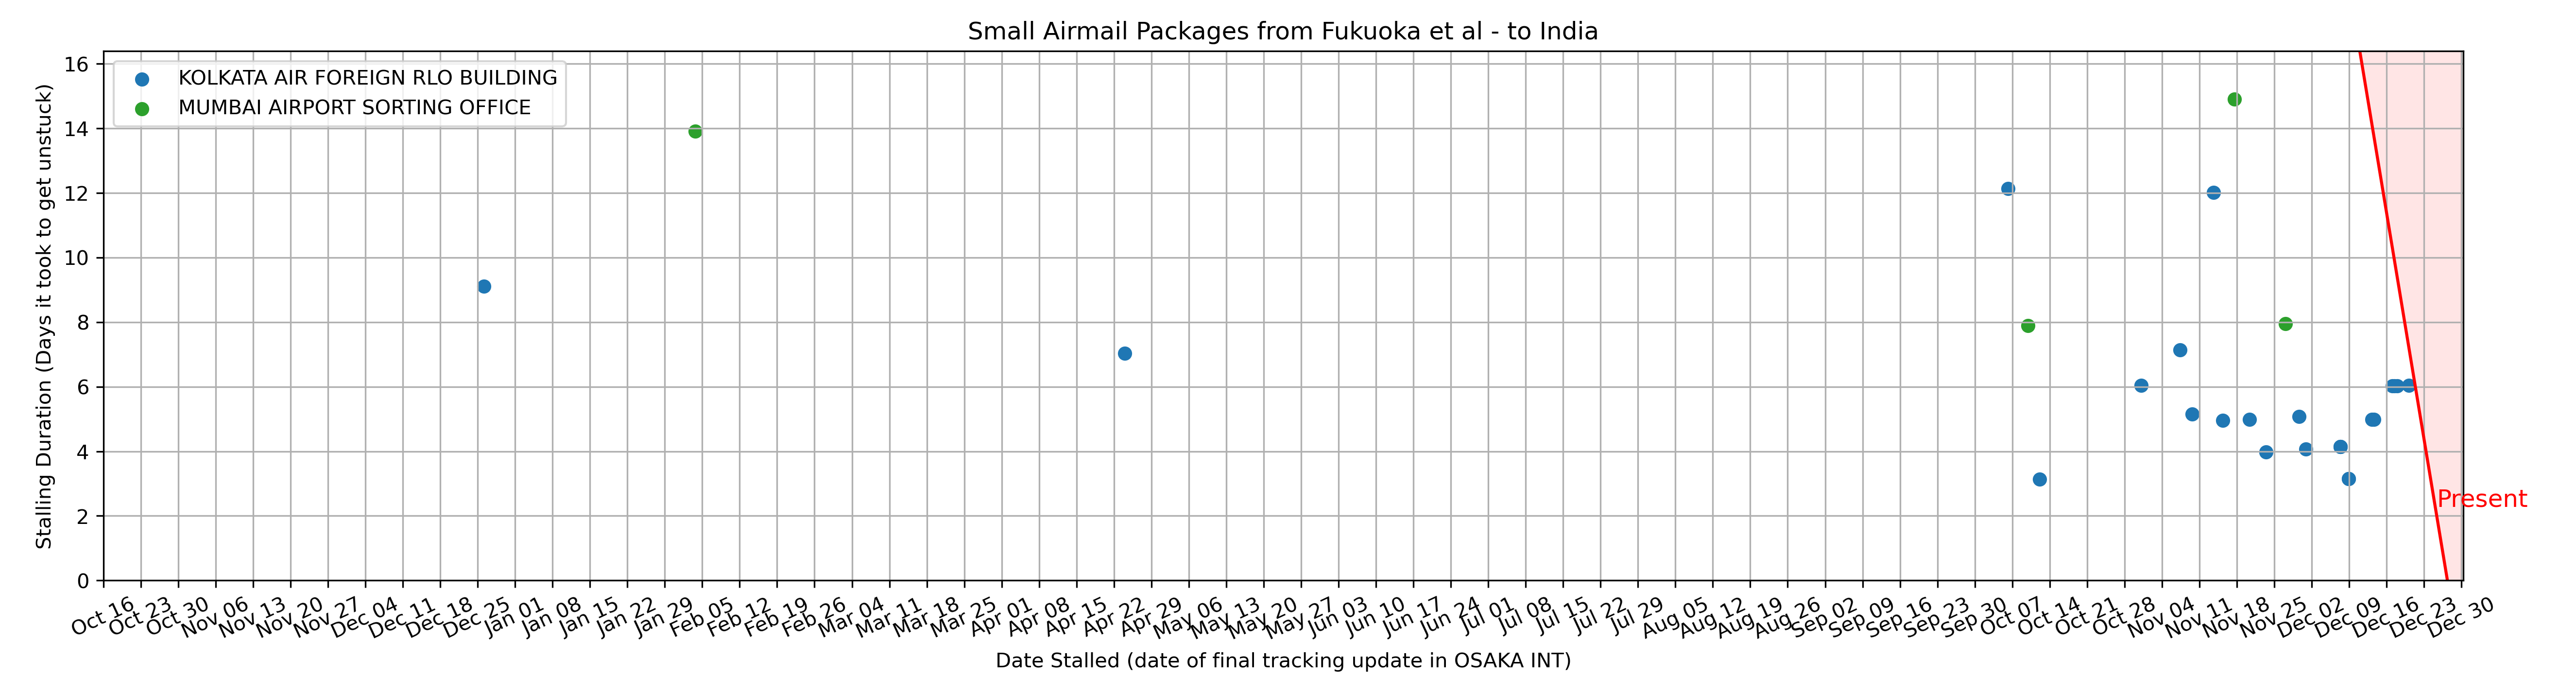 Small Airmail Packages from Fukuoka et al - to India
KOLKATA AIR FOREIGN RLO BUILDING
MUMBAI AIRPORT SORTING OFFICE
Stalling Duration (Days it took to get unstuck)
16
14
12
10
8
6
4
2
0
Present
Oct 16
Oct 23
Oct 30
Nov 06
Nov 13
Nov 20
Nov 27
Dec 04
Dec 11
Dec 18
Dec 25
Jan 01
Jan 08
Jan 15
Jan 22
Jan 29
Feb 05
Feb 12
Feb 19
Feb 26
Mar 04
Mar 11
Mar 18
Mar 25
Apr 01
Apr 08
Apr 15
Apr 22
Apr 29
May 06
May 13
May 20
May 27
Jun 03
Jun 10
Jun 17
Jun 24
Jul 01
Jul 08
Jul 15
Jul 22
Jul 29
Aug 05
Aug 12
Aug 19
Aug 26
Sep 02
Sep 09
Sep 16
Sep 23
Sep 30
Oct 07
Oct 14
Oct 21
Oct 28
Nov 04
Nov 11
Nov 18
Nov 25
Dec 02
Dec 09
Dec 16
Dec 23
Dec 30
Date Stalled (date of final tracking update in OSAKA INT)